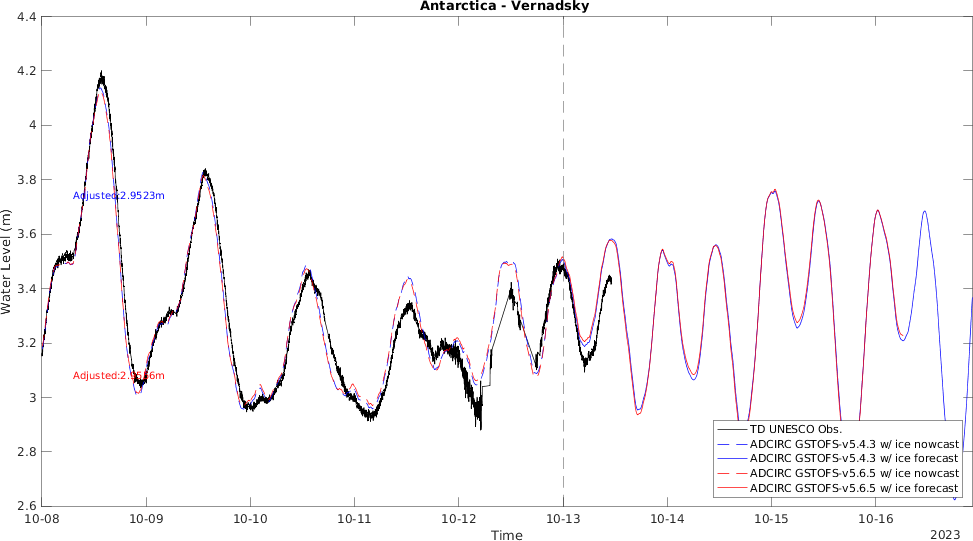 Antarctica - Vernadsky
4.4
4.2
4
3.8
3.6
3.4
3.2
3
2.8
2.6
Water Level (m)
Adjusted:2.9523m
TD UNESCO Obs.
ADCIRC GSTOFS-v5.4.3 w/ ice nowcast
ADCIRC GSTOFS-v5.4.3 w/ ice forecast
ADCIRC GSTOFS-v5.6.5 w/ ice nowcast
ADCIRC GSTOFS-v5.6.5 w/ ice forecast
10-08
10-09
10-10
10-11
10-12
10-13
10-14
10-15
10-16
Time
2023